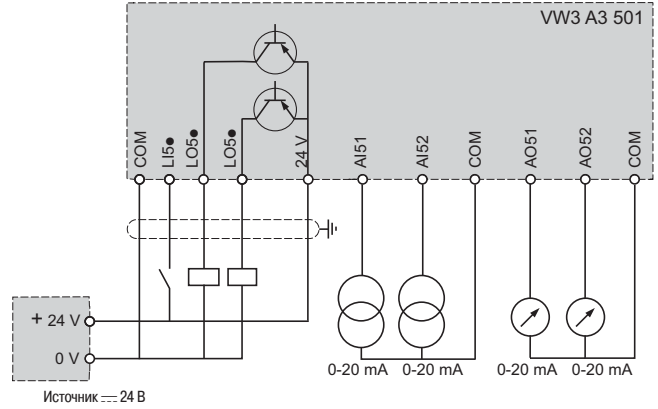 VW3 A3 501
COM LI5● LO5● LO5● 24 V AI51 AI52 COM AO51 AO52 COM
+ 24 V
0 V
0-20 mA 0-20 mA 0-20 mA 0-20 mA
Источник ⎓ 24 В